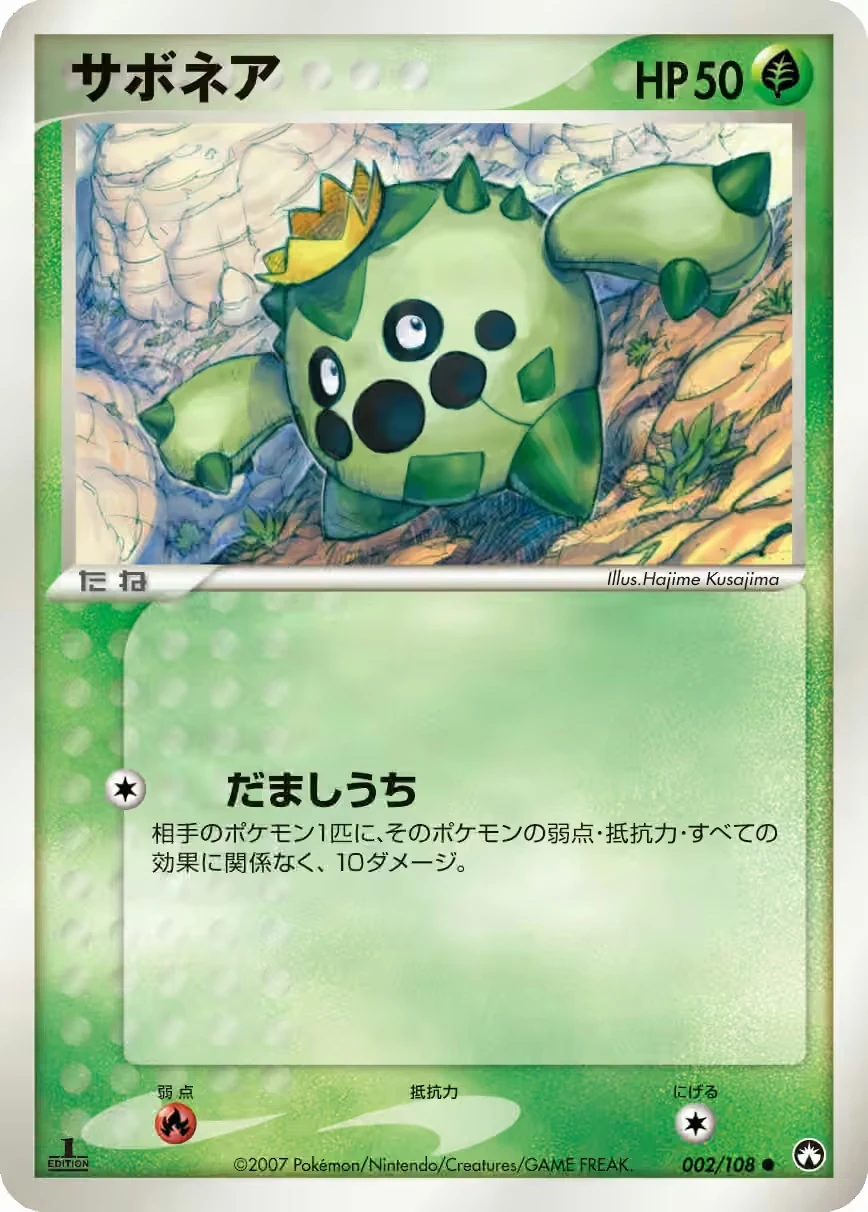 サボネア
HP50
たね
Illus.Hajime Kusajima
だましうち
相手のポケモン1匹に、そのポケモンの弱点・抵抗力・すべての
効果に関係なく、10ダメージ。
弱点
抵抗力
にげる
1
EDITION
©2007 Pokémon/Nintendo/Creatures/GAME FREAK.
002/108